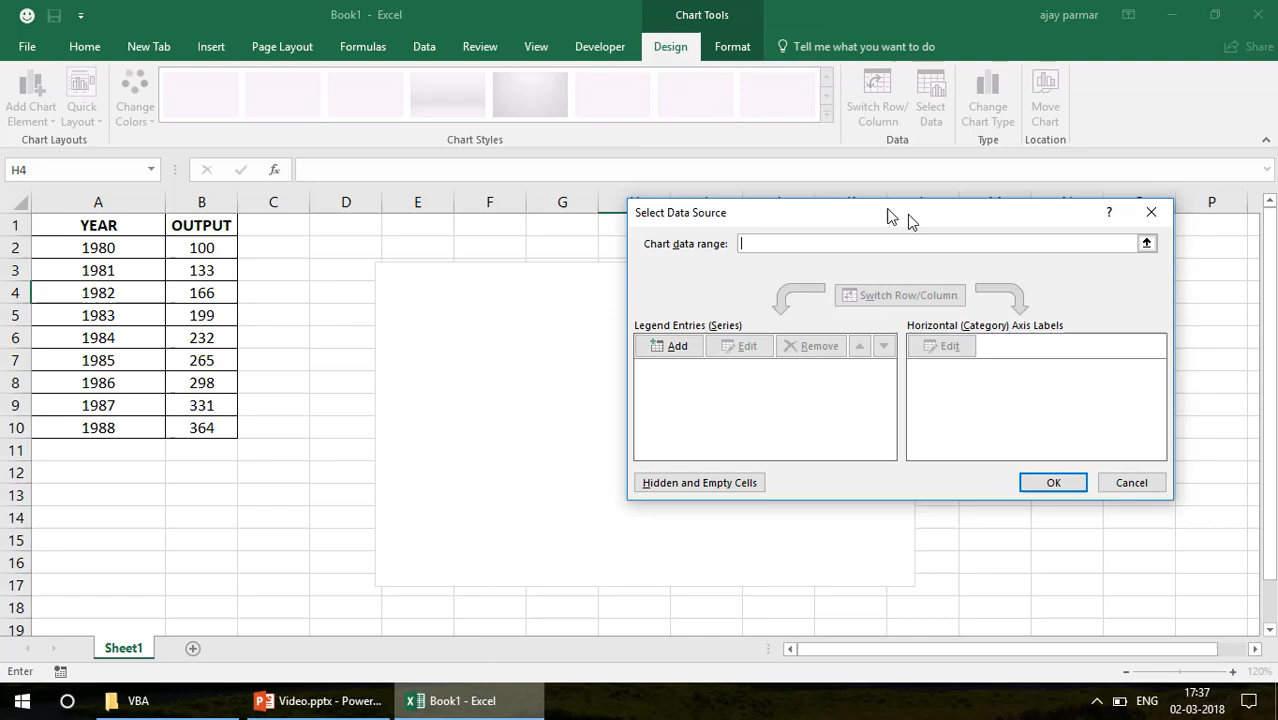 Book1 - Excel
Chart Tools
ajay parmar
File Home New Tab Insert Page Layout Formulas Data Review View Developer Design Format Tell me what you want to do Share
Add Chart Element
Quick Layout
Change Colors
Switch Row/ Column
Select Data
Change Chart Type
Move Chart
Chart Layouts
Chart Styles
Data
Type
Location
H4
fx
A B C D E F G P
1 YEAR OUTPUT
2 1980 100
3 1981 133
4 1982 166
5 1983 199
6 1984 232
7 1985 265
8 1986 298
9 1987 331
10 1988 364
11
12
13
14
15
16
17
18
19
Select Data Source
?
Chart data range:
Switch Row/Column
Legend Entries (Series)
Horizontal (Category) Axis Labels
Add Edit Remove
Edit
Hidden and Empty Cells
OK
Cancel
Sheet1
Enter
120%
VBA
Video.pptx - Power...
Book1 - Excel
ENG
17:37
02-03-2018